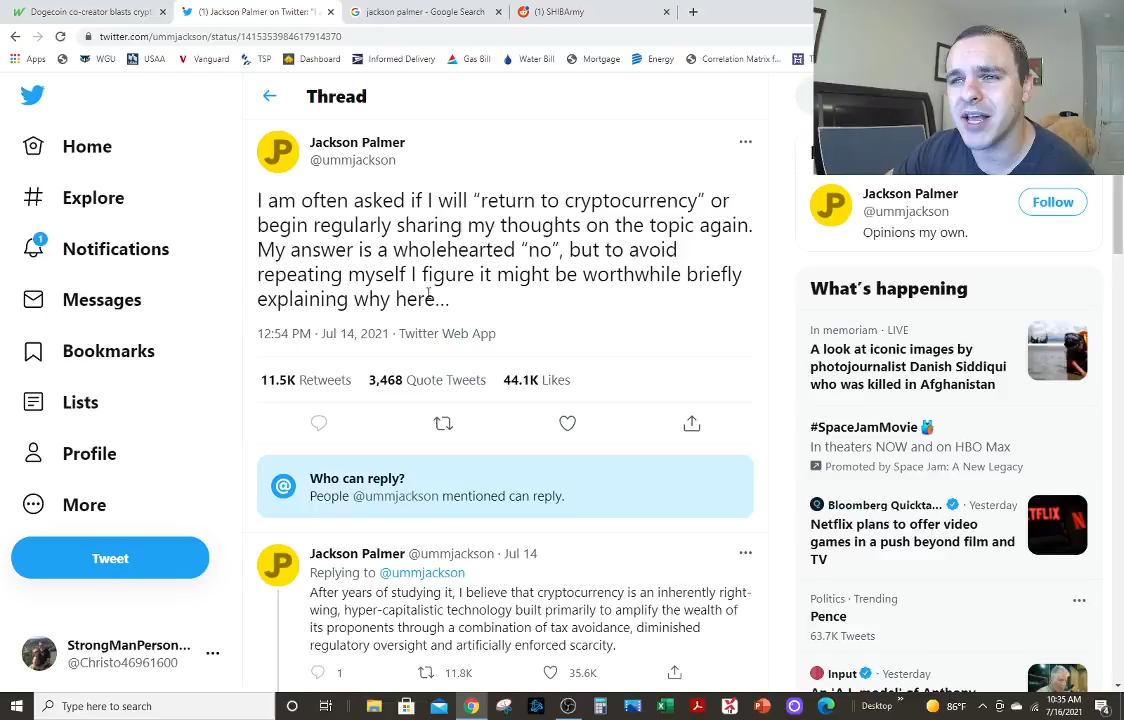 Dogecoin co-creator blasts crypt
(1) Jackson Palmer on Twitter: "I
jackson palmer - Google Search
(1) SHIBArmy
twitter.com/ummjackson/status/1415353984617914370
Apps
WGU
USAA
Vanguard
TSP
Dashboard
Informed Delivery
Gas Bill
Water Bill
Mortgage
Energy
Correlation Matrix f...
Home
Explore
1
Notifications
Messages
Bookmarks
Lists
Profile
More
Tweet
StrongManPerson...
@Christo46961600
Thread
JP
Jackson Palmer
@ummjackson
I am often asked if I will “return to cryptocurrency” or
begin regularly sharing my thoughts on the topic again.
My answer is a wholehearted “no”, but to avoid
repeating myself I figure it might be worthwhile briefly
explaining why here...
12:54 PM · Jul 14, 2021 · Twitter Web App
11.5K Retweets 3,468 Quote Tweets 44.1K Likes
Who can reply?
People @ummjackson mentioned can reply.
JP
Jackson Palmer @ummjackson · Jul 14
Replying to @ummjackson
After years of studying it, I believe that cryptocurrency is an inherently right-
wing, hyper-capitalistic technology built primarily to amplify the wealth of
its proponents through a combination of tax avoidance, diminished
regulatory oversight and artificially enforced scarcity.
1 11.8K 35.6K
JP
Jackson Palmer
@ummjackson
Follow
Opinions my own.
What's happening
In memoriam · LIVE
A look at iconic images by
photojournalist Danish Siddiqui
who was killed in Afghanistan
#SpaceJamMovie
In theaters NOW and on HBO Max
Promoted by Space Jam: A New Legacy
Bloomberg Quickta... · Yesterday
Netflix plans to offer video
games in a push beyond film and
TV
Politics · Trending
Pence
63.7K Tweets
Input · Yesterday
Type here to search
Desktop
86°F
10:35 AM
7/16/2021